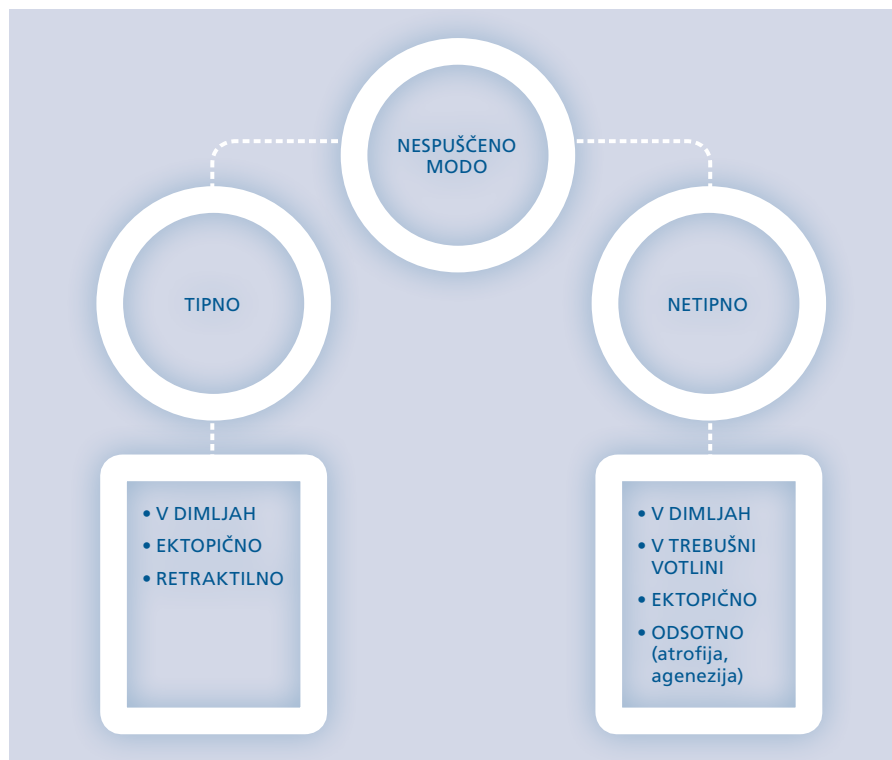 NESPUŠČENO
MODO
TIPNO
NETIPNO
• V DIMLJAH
• EKTOPIČNO
• RETRAKTILNO
• V DIMLJAH
• V TREBUŠNI
VOTLINI
• EKTOPIČNO
• ODSOTNO
(atrofija,
agenezija)